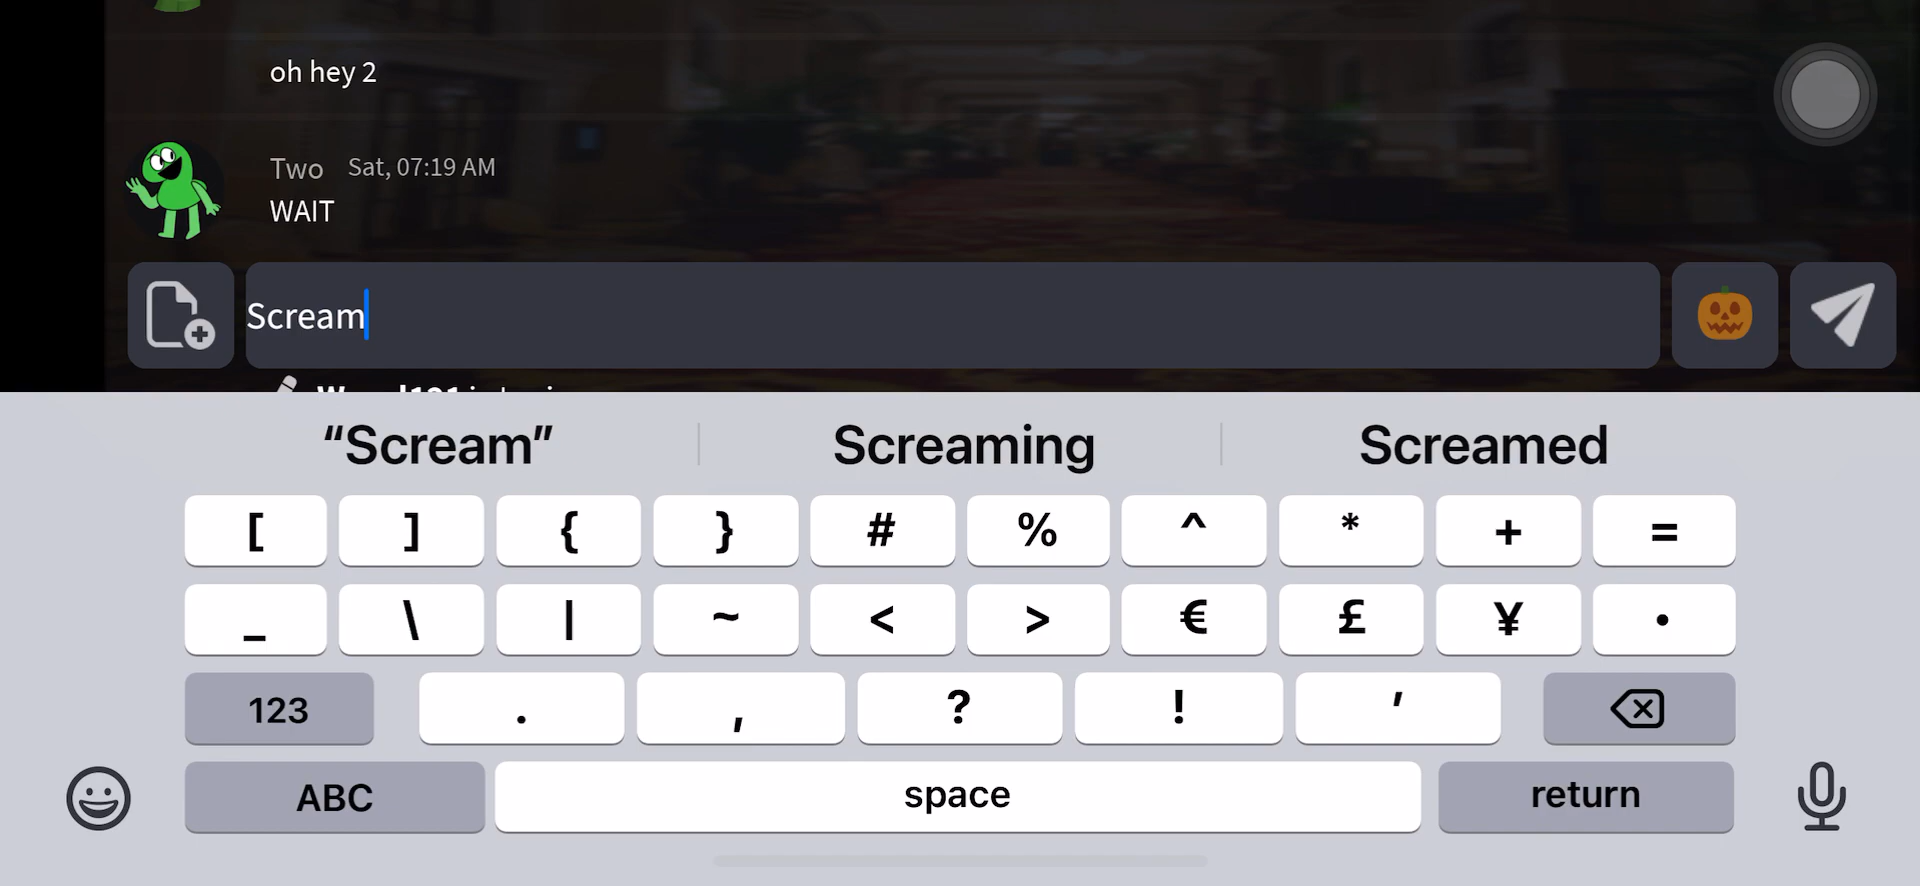 oh hey 2
Two Sat, 07:19 AM
WAIT
Scream
“Scream” Screaming Screamed
[ ] { } # % ^ * + =
_ \ | ~ < > € £ ¥ •
123 . , ? ! ′
ABC space return